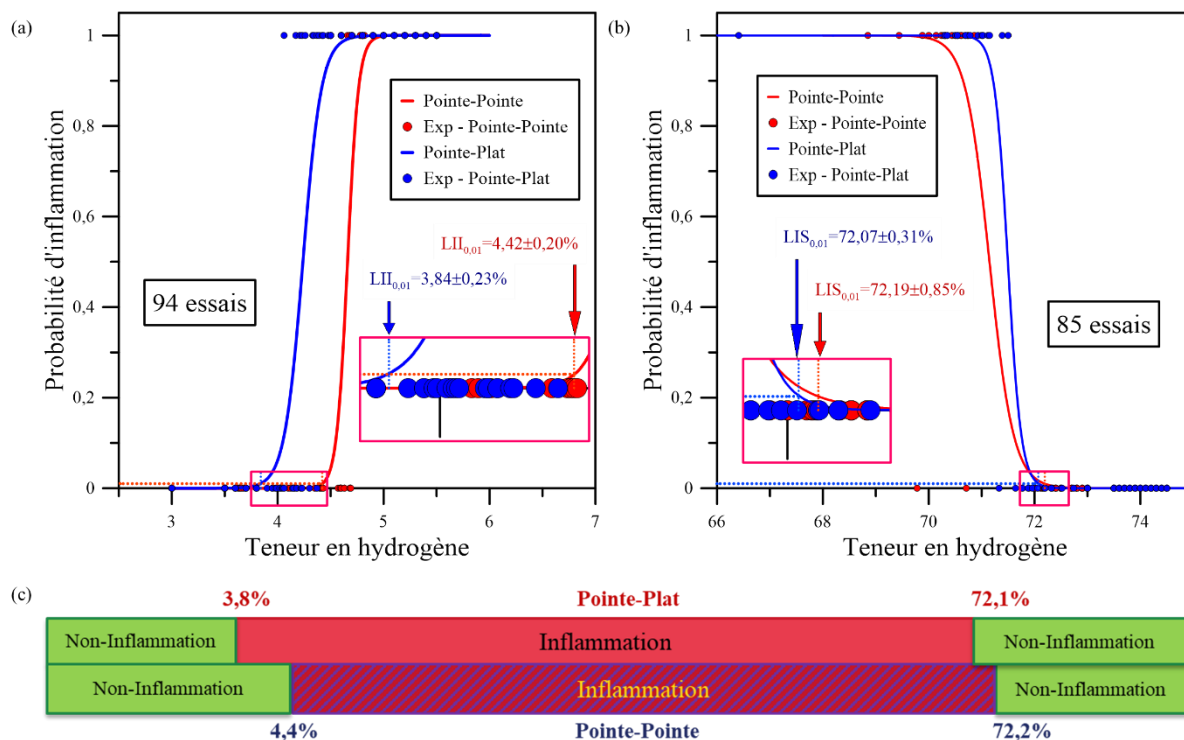 (a)
Probabilité d'inflammation
1
0,8
0,6
0,4
0,2
0
Pointe-Pointe
Exp - Pointe-Pointe
Pointe-Plat
Exp - Pointe-Plat
LII0,01=4,42±0,20%
LII0,01=3,84±0,23%
94 essais
3 4 5 6 7
Teneur en hydrogène
(b)
Probabilité d'inflammation
1
0,8
0,6
0,4
0,2
0
Pointe-Pointe
Exp - Pointe-Pointe
Pointe-Plat
Exp - Pointe-Plat
LIS0,01=72,07±0,31%
LIS0,01=72,19±0,85%
85 essais
66 68 70 72 74
Teneur en hydrogène
(c)
3,8% Pointe-Plat 72,1%
Non-Inflammation Inflammation Non-Inflammation
Non-Inflammation Inflammation Non-Inflammation
4,4% Pointe-Pointe 72,2%